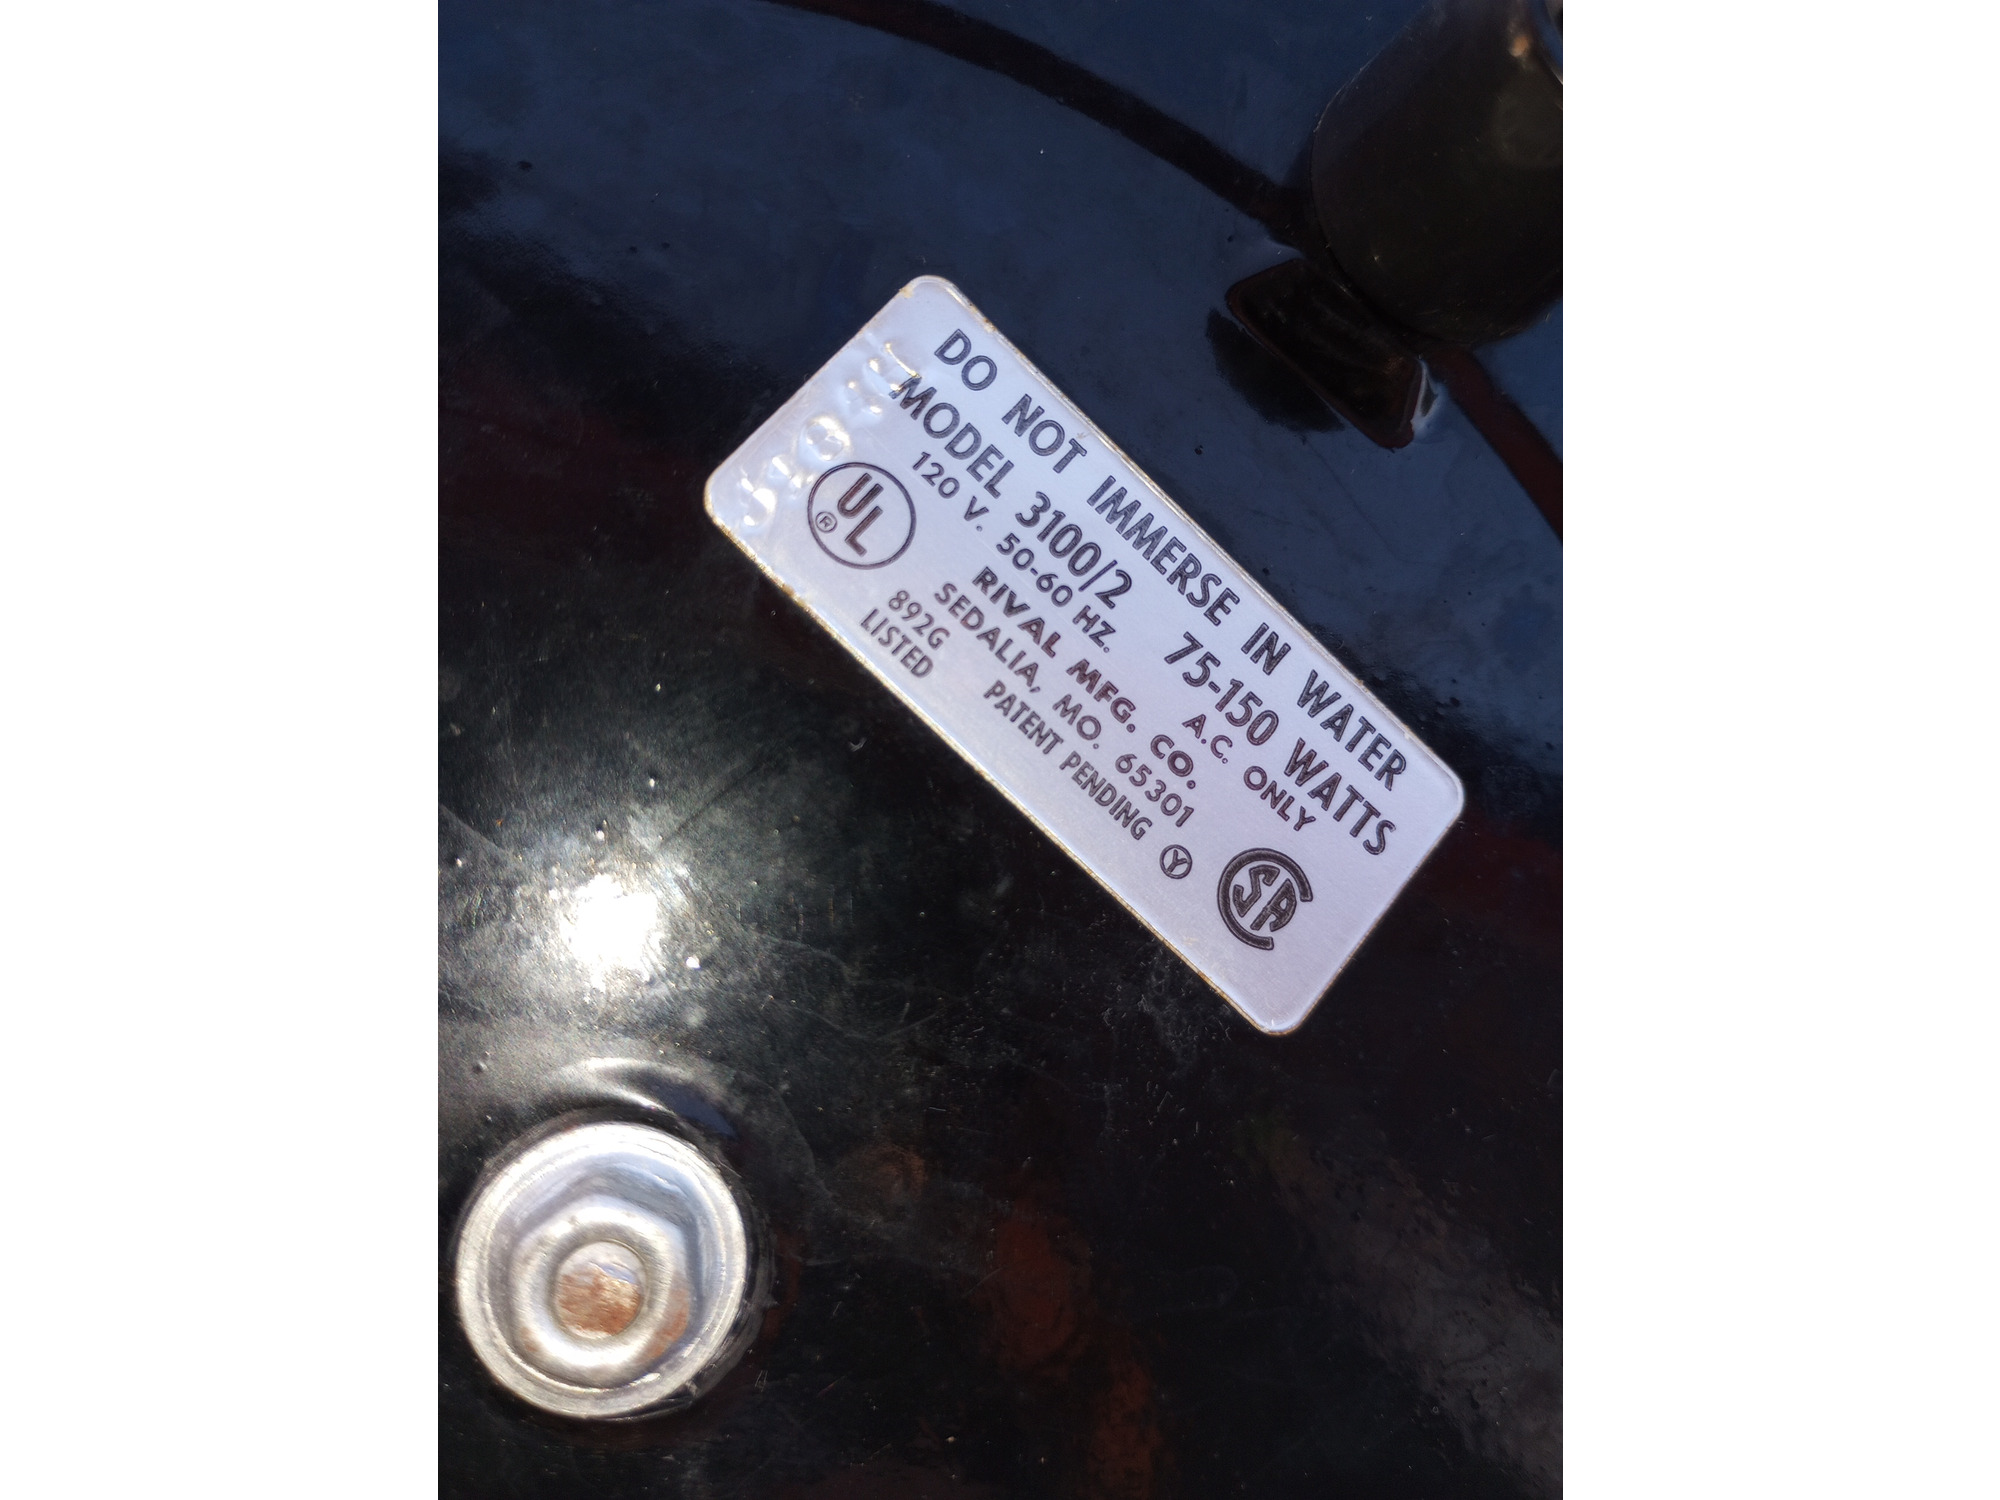 DO NOT IMMERSE IN WATER
MODEL 3100/2 75-150 WATTS
120 V. 50-60 HZ. A.C. ONLY
RIVAL MFG. CO.
SEDALIA, MO. 65301
PATENT PENDING Y
UL ®
892G
LISTED
SA